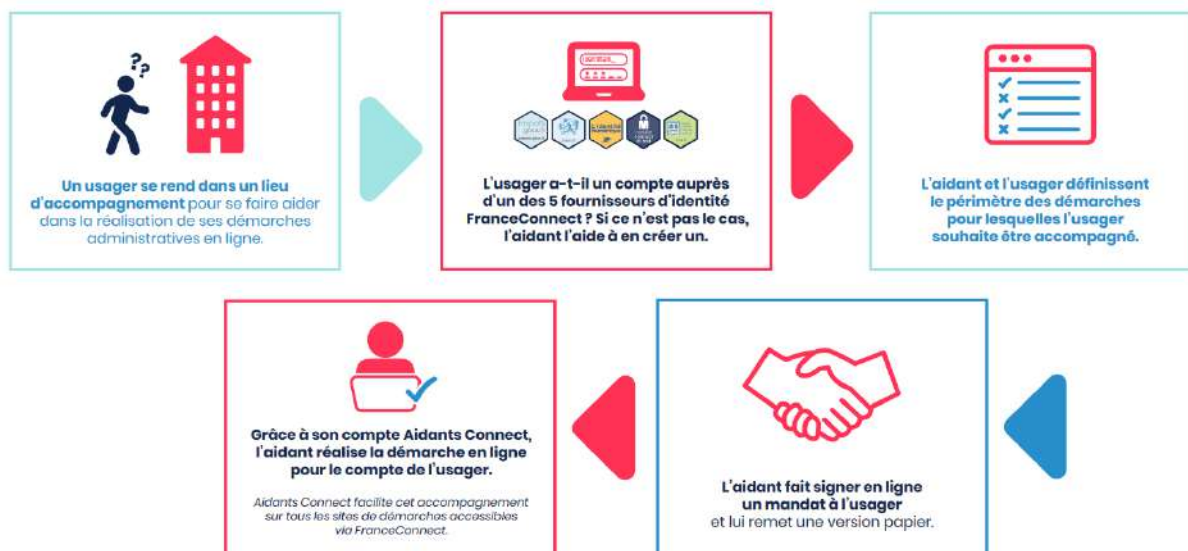 ??
Un usager se rend dans un lieu
d'accompagnement pour se faire aider
dans la réalisation de ses démarches
administratives en ligne.
L'usager a-t-il un compte auprès
d'un des 5 fournisseurs d'identité
FranceConnect ? Si ce n'est pas le cas,
l'aidant l'aide à en créer un.
L'aidant et l'usager définissent
le périmètre des démarches
pour lesquelles l'usager
souhaite être accompagné.
Grâce à son compte Aidants Connect,
l'aidant réalise la démarche en ligne
pour le compte de l'usager.
Aidants Connect facilite cet accompagnement
sur tous les sites de démarches accessibles
via FranceConnect.
L'aidant fait signer en ligne
un mandat à l'usager
et lui remet une version papier.